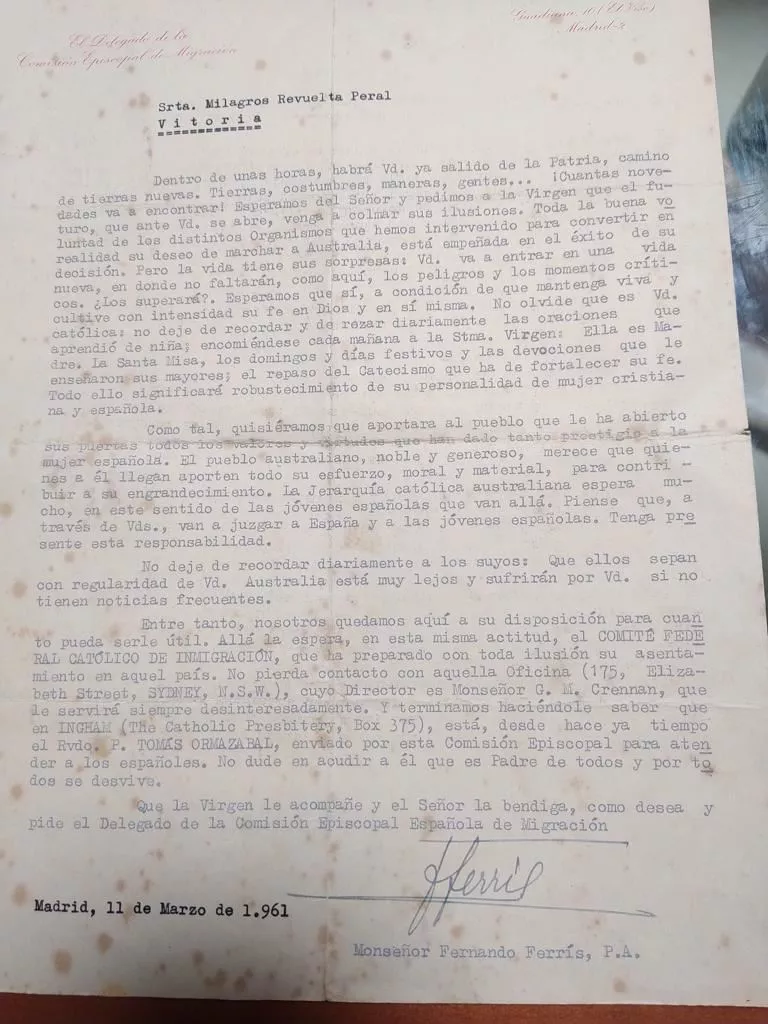 El Delegado de la
Comisión Episcopal de Migración
Guadiana, 10 (El Viso)
Madrid-2
Srta. Milagros Revuelta Peral
V i t o r i a
Dentro de unas horas, habrá Vd. ya salido de la Patria, camino
de tierras nuevas. Tierras, costumbres, maneras, gentes... ¡Cuantas nove-
dades va a encontrar! Esperamos del Señor y pedimos a la Virgen que el fu-
turo, que ante Vd. se abre, venga a colmar sus ilusiones. Toda la buena vo
luntad de los distintos Organismos que hemos intervenido para convertir en
realidad su deseo de marchar a Australia, está empeñada en el éxito de su
decisión. Pero la vida tiene sus sorpresas: Vd. va a entrar en una vida
nueva, en donde no faltarán, como aquí, los peligros y los momentos críti-
cos. ¿Los superará?. Esperamos que sí, a condición de que mantenga viva y
cultive con intensidad su fe en Dios y en sí misma. No olvide que es Vd.
católica: no deje de recordar y de rezar diariamente las oraciones que
aprendió de niña; encomiéndese cada mañana a la Stma. Virgen: Ella es Ma-
dre. La Santa Misa, los domingos y días festivos y las devociones que le
enseñaron sus mayores; el repaso del Catecismo que ha de fortalecer su fe.
Todo ello significará robustecimiento de su personalidad de mujer cristia-
na y española.
Como tal, quisiéramos que aportara al pueblo que le ha abierto
sus puertas todos los valores y virtudes que han dado tanto prestigio a la
mujer española. El pueblo australiano, noble y generoso, merece que quie-
nes a él llegan aporten todo su esfuerzo, moral y material, para contri -
buir a su engrandecimiento. La Jerarquía católica australiana espera mu-
cho, en este sentido de las jóvenes españolas que van allá. Piense que, a
través de Vds., van a juzgar a España y a las jóvenes españolas. Tenga pre
sente esta responsabilidad.
No deje de recordar diariamente a los suyos: Que ellos sepan
con regularidad de Vd. Australia está muy lejos y sufrirán por Vd. si no
tienen noticias frecuentes.
Entre tanto, nosotros quedamos aquí a su disposición para cuan
to pueda serle útil. Allá la espera, en esta misma actitud, el COMITÉ FEDE
RAL CATÓLICO DE INMIGRACIÓN, que ha preparado con toda ilusión su asenta-
miento en aquel país. No pierda contacto con aquella Oficina (175, Eliza-
beth Street, SYDNEY, N.S.W.), cuyo Director es Monseñor G. M. Crennan, que
le servirá siempre desinteresadamente. Y terminamos haciéndole saber que
en INGHAM (The Catholic Presbitery, Box 375), está, desde hace ya tiempo
el Rvdo. P. TOMÁS ORMAZABAL, enviado por esta Comisión Episcopal para aten
der a los españoles. No dude en acudir a él que es Padre de todos y por to
dos se desvive.
Que la Virgen le acompañe y el Señor la bendiga, como desea y
pide el Delegado de la Comisión Episcopal Española de Migración
FFerrís
Madrid, 11 de Marzo de 1.961
Monseñor Fernando Ferrís, P.A.